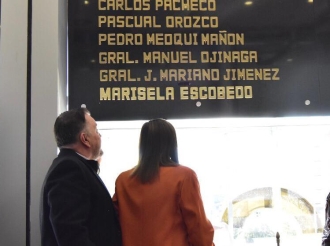 CARLOS PACHECO
PASCUAL OROZCO
PEDRO MEOQUI MAÑON
GRAL. MANUEL OJINAGA
GRAL. J. MARIANO JIMENEZ
MARISELA ESCOBEDO